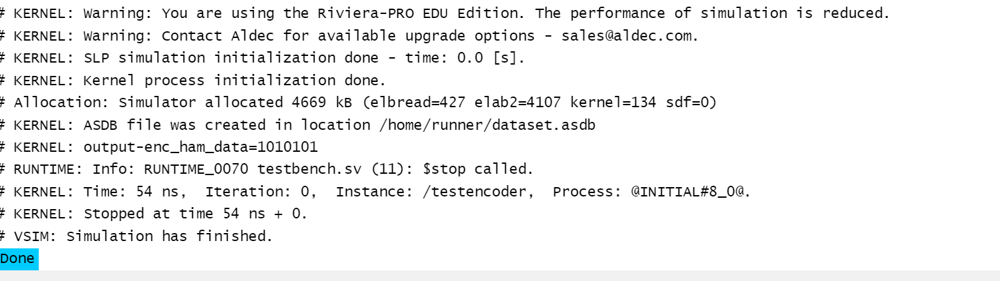 # KERNEL: Warning: You are using the Riviera-PRO EDU Edition. The performance of simulation is reduced.
# KERNEL: Warning: Contact Aldec for available upgrade options - sales@aldec.com.
# KERNEL: SLP simulation initialization done - time: 0.0 [s].
# KERNEL: Kernel process initialization done.
# Allocation: Simulator allocated 4669 kB (elbread=427 elab2=4107 kernel=134 sdf=0)
# KERNEL: ASDB file was created in location /home/runner/dataset.asdb
# KERNEL: output-enc_ham_data=1010101
# RUNTIME: Info: RUNTIME_0070 testbench.sv (11): $stop called.
# KERNEL: Time: 54 ns,  Iteration: 0,  Instance: /testencoder,  Process: @INITIAL#8_0@.
# KERNEL: Stopped at time 54 ns + 0.
# VSIM: Simulation has finished.
Done